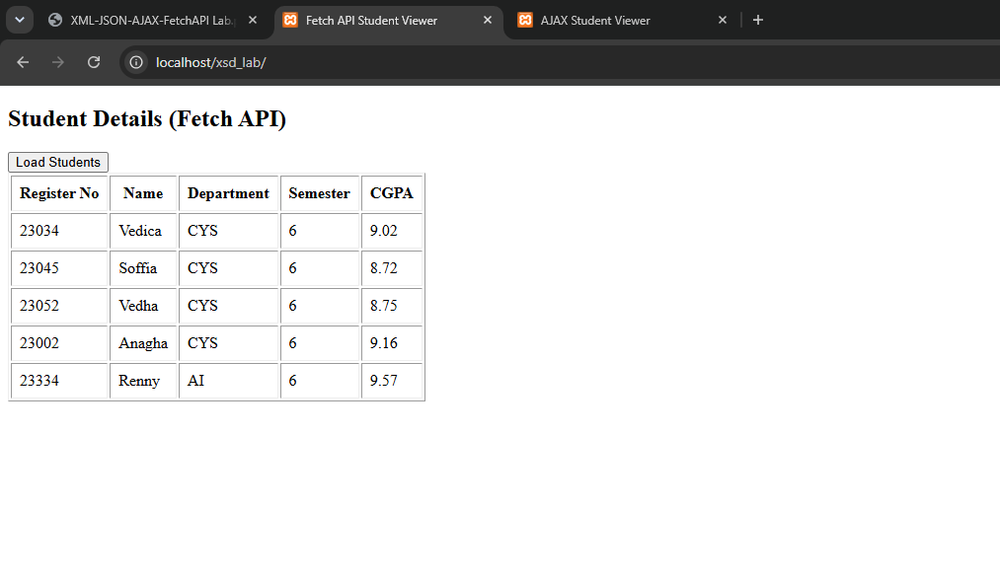 XML-JSON-AJAX-FetchAPI Lab. Fetch API Student Viewer AJAX Student Viewer
localhost/xsd_lab/
Student Details (Fetch API)
Load Students
Register No Name Department Semester CGPA
23034 Vedica CYS 6 9.02
23045 Soffia CYS 6 8.72
23052 Vedha CYS 6 8.75
23002 Anagha CYS 6 9.16
23334 Renny AI 6 9.57